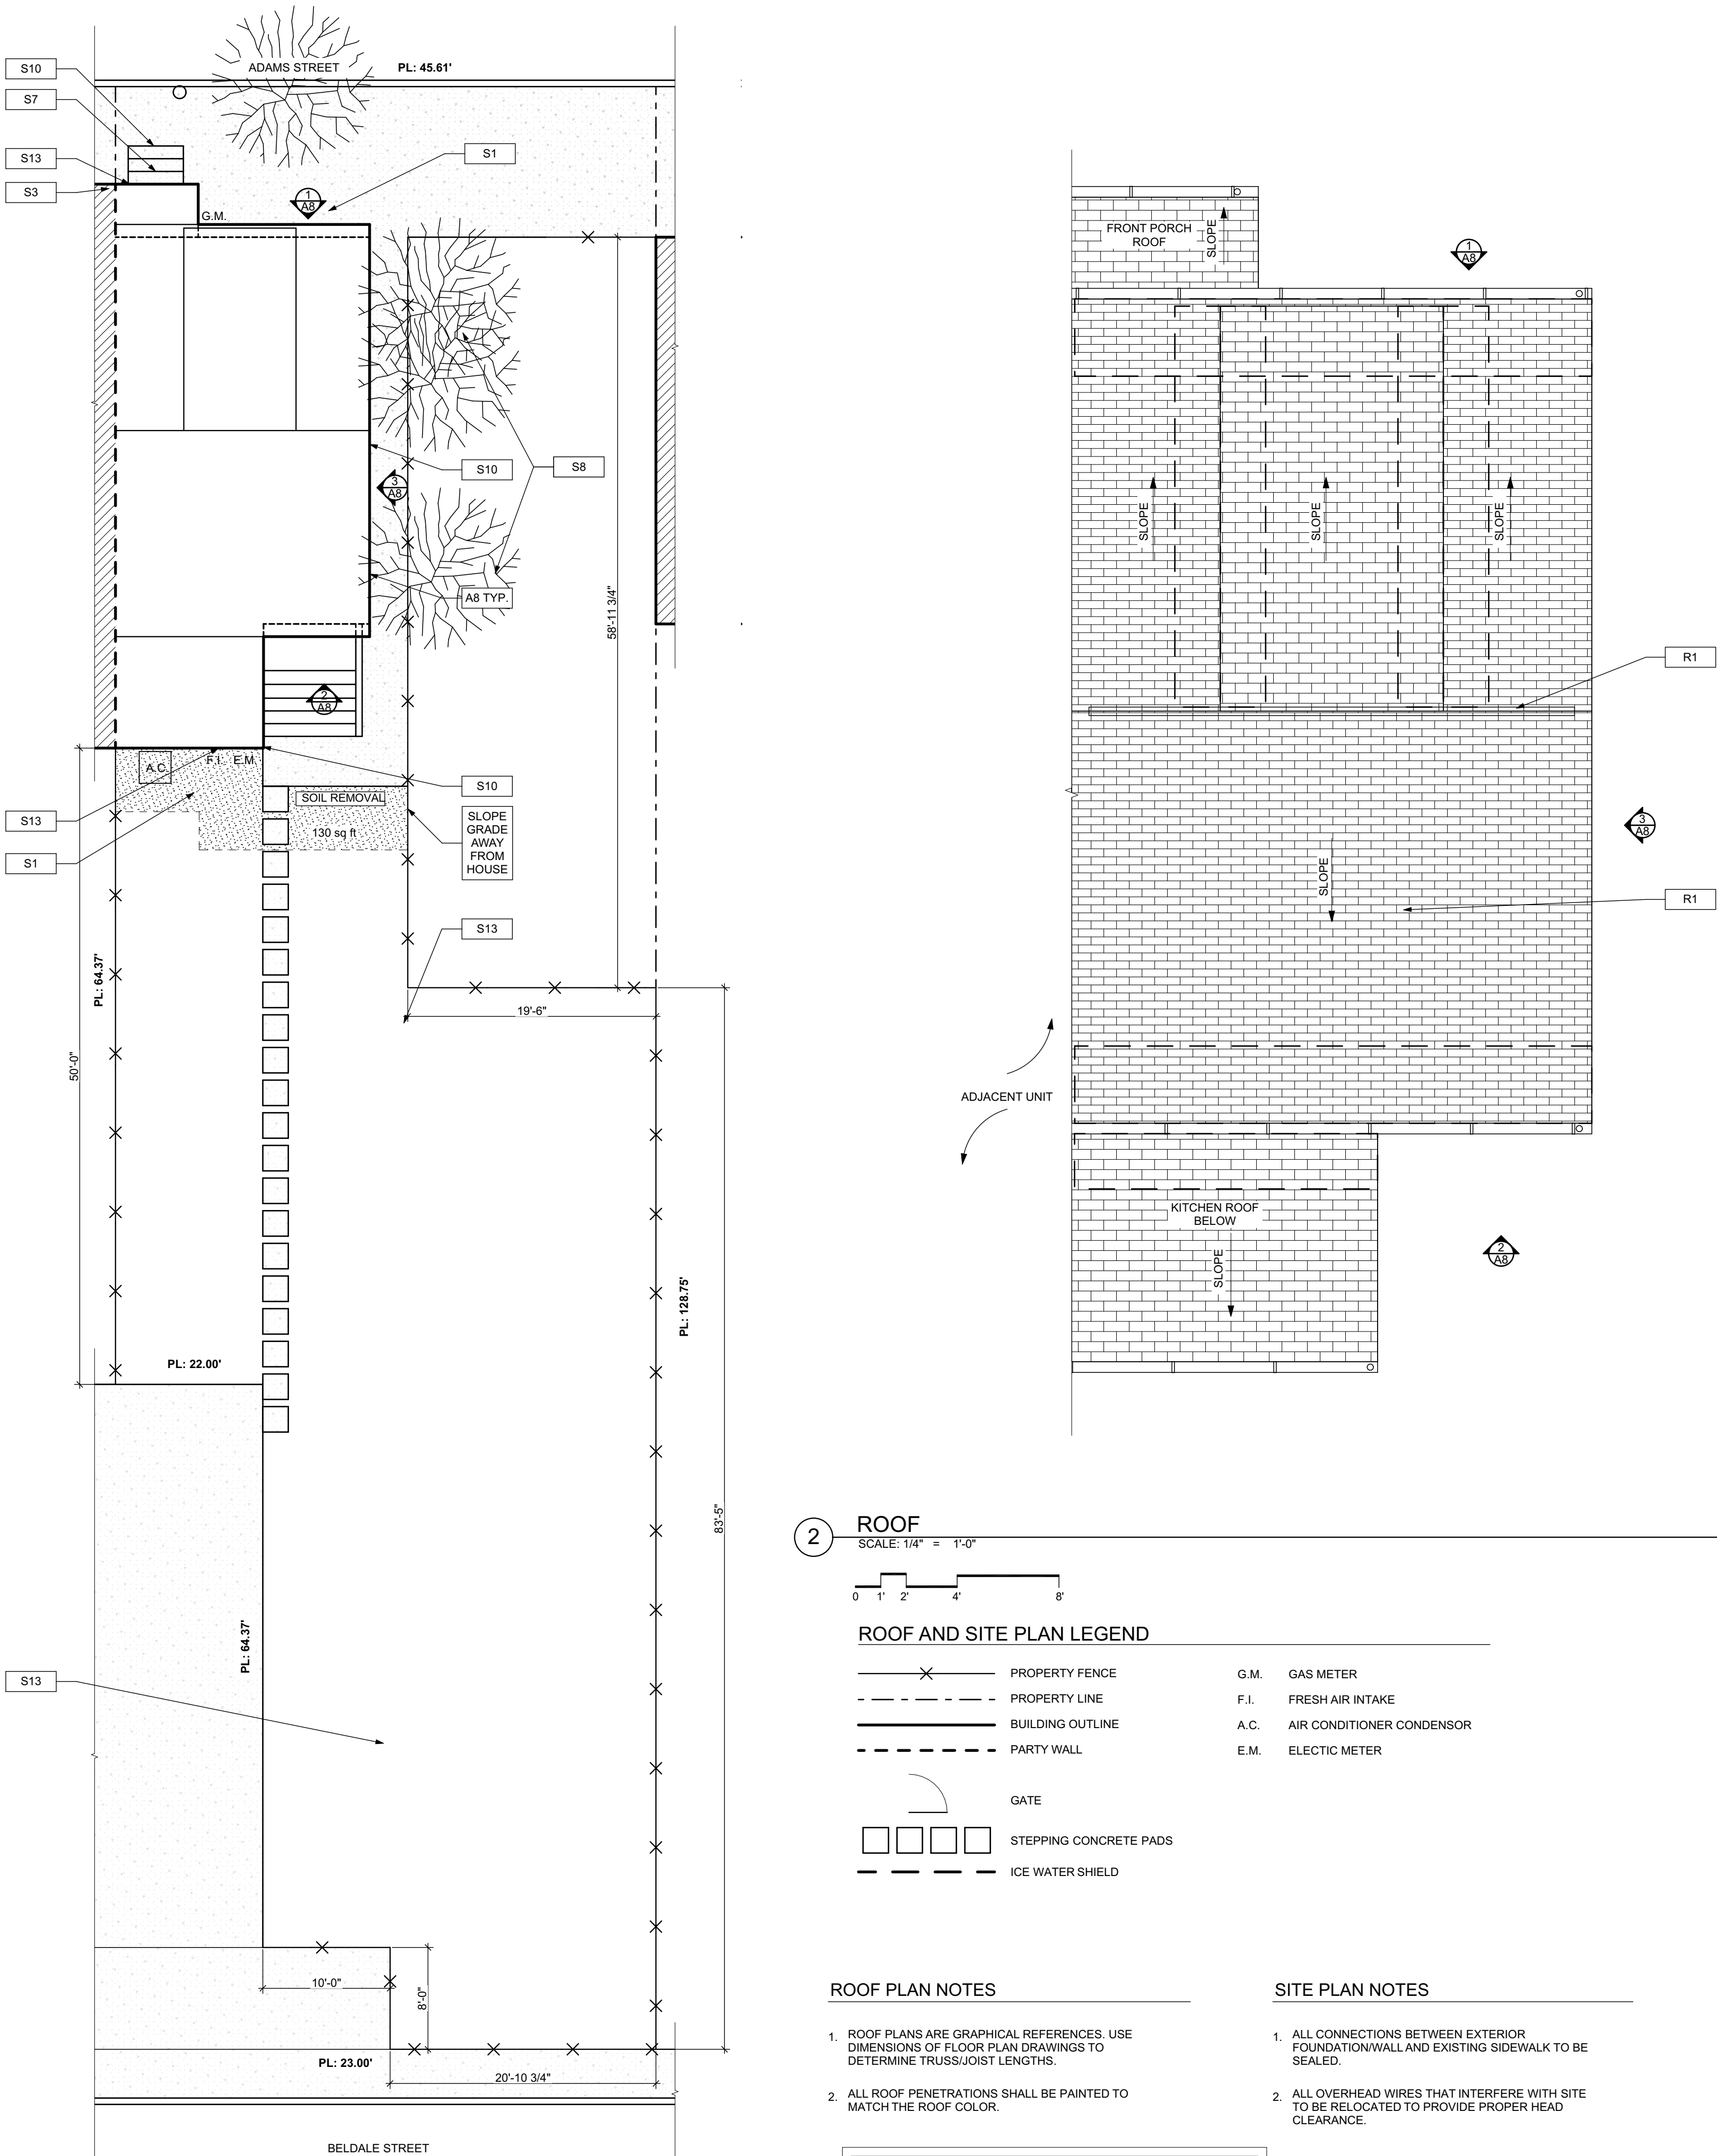 ADAMS STREET
PL: 45.61'
S10
S7
S13
S3
S1
1
A8
G.M.
S10
S8
3
A8
A8 TYP.
58'-11 3/4"
2
A8
A.C.
F.I.
E.M.
S10
SOIL REMOVAL
130 sq ft
S13
S1
SLOPE
GRADE
AWAY
FROM
HOUSE
S13
19'-6"
PL: 64.37'
50'-0"
PL: 128.75'
PL: 22.00'
83'-5"
PL: 64.37'
S13
10'-0"
8'-0"
PL: 23.00'
20'-10 3/4"
BELDALE STREET
FRONT PORCH
ROOF
SLOPE
1
A8
SLOPE
SLOPE
SLOPE
R1
3
A8
SLOPE
R1
ADJACENT UNIT
KITCHEN ROOF
BELOW
SLOPE
2
A8
2
ROOF
SCALE: 1/4" = 1'-0"
0 1' 2' 4' 8'
ROOF AND SITE PLAN LEGEND
PROPERTY FENCE
PROPERTY LINE
BUILDING OUTLINE
PARTY WALL
GATE
STEPPING CONCRETE PADS
ICE WATER SHIELD
G.M. GAS METER
F.I. FRESH AIR INTAKE
A.C. AIR CONDITIONER CONDENSOR
E.M. ELECTIC METER
ROOF PLAN NOTES
1. ROOF PLANS ARE GRAPHICAL REFERENCES. USE
DIMENSIONS OF FLOOR PLAN DRAWINGS TO
DETERMINE TRUSS/JOIST LENGTHS.
2. ALL ROOF PENETRATIONS SHALL BE PAINTED TO
MATCH THE ROOF COLOR.
SITE PLAN NOTES
1. ALL CONNECTIONS BETWEEN EXTERIOR
FOUNDATION/WALL AND EXISTING SIDEWALK TO BE
SEALED.
2. ALL OVERHEAD WIRES THAT INTERFERE WITH SITE
TO BE RELOCATED TO PROVIDE PROPER HEAD
CLEARANCE.